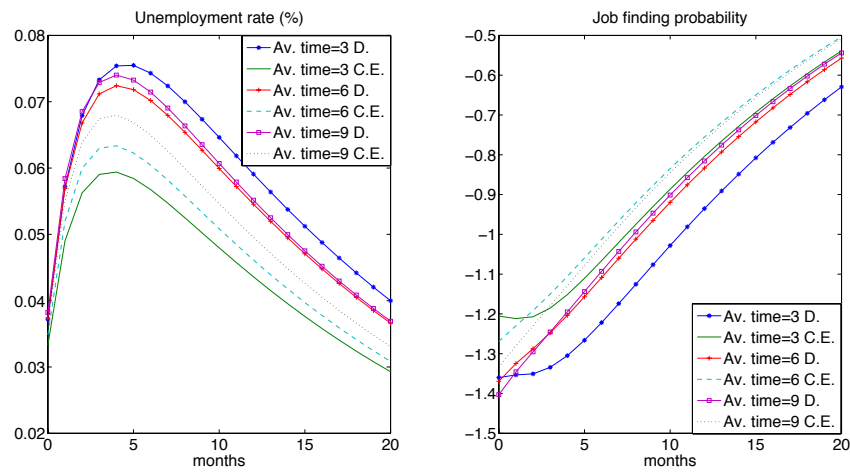 Unemployment rate (%)
0.08
0.07
0.06
0.05
0.04
0.03
0.02
0
5
10
15
20
months
Av. time=3 D.
Av. time=3 C.E.
Av. time=6 D.
Av. time=6 C.E.
Av. time=9 D.
Av. time=9 C.E.
Job finding probability
−0.5
−0.6
−0.7
−0.8
−0.9
−1
−1.1
−1.2
−1.3
−1.4
−1.5
0
5
10
15
20
months
Av. time=3 D.
Av. time=3 C.E.
Av. time=6 D.
Av. time=6 C.E.
Av. time=9 D.
Av. time=9 C.E.